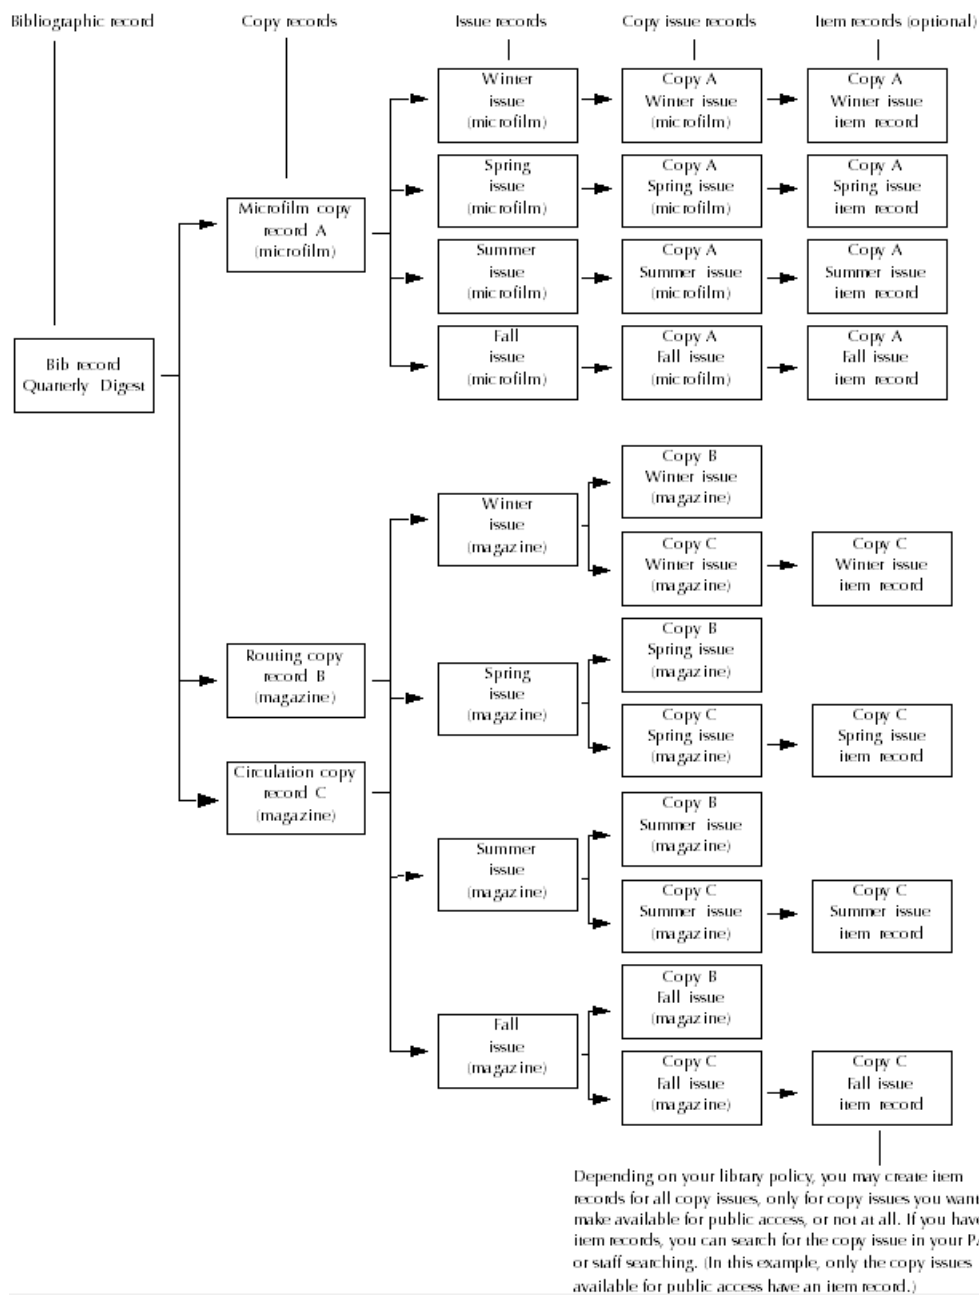 Bibliographic record
Copy records
Issue records
Copy issue records
Item records (optional)
Bib record
Quarterly Digest
Microfilm copy
record A
(microfilm)
Winter
issue
(microfilm)
Copy A
Winter issue
(microfilm)
Copy A
Winter issue
item record
Spring
issue
(microfilm)
Copy A
Spring issue
(microfilm)
Copy A
Spring issue
item record
Summer
issue
(microfilm)
Copy A
Summer issue
(microfilm)
Copy A
Summer issue
item record
Fall
issue
(microfilm)
Copy A
Fall issue
(microfilm)
Copy A
Fall issue
item record
Routing copy
record B
(magazine)
Circulation copy
record C
(magazine)
Winter
issue
(magazine)
Copy B
Winter issue
(magazine)
Copy C
Winter issue
(magazine)
Copy C
Winter issue
item record
Spring
issue
(magazine)
Copy B
Spring issue
(magazine)
Copy C
Spring issue
(magazine)
Copy C
Spring issue
item record
Summer
issue
(magazine)
Copy B
Summer issue
(magazine)
Copy C
Summer issue
(magazine)
Copy C
Summer issue
item record
Fall
issue
(magazine)
Copy B
Fall issue
(magazine)
Copy C
Fall issue
(magazine)
Copy C
Fall issue
item record
Depending on your library policy, you may create item
records for all copy issues, only for copy issues you want
make available for public access, or not at all. If you have
item records, you can search for the copy issue in your
or staff searching. (In this example, only the copy issues
available for public access have an item record.)